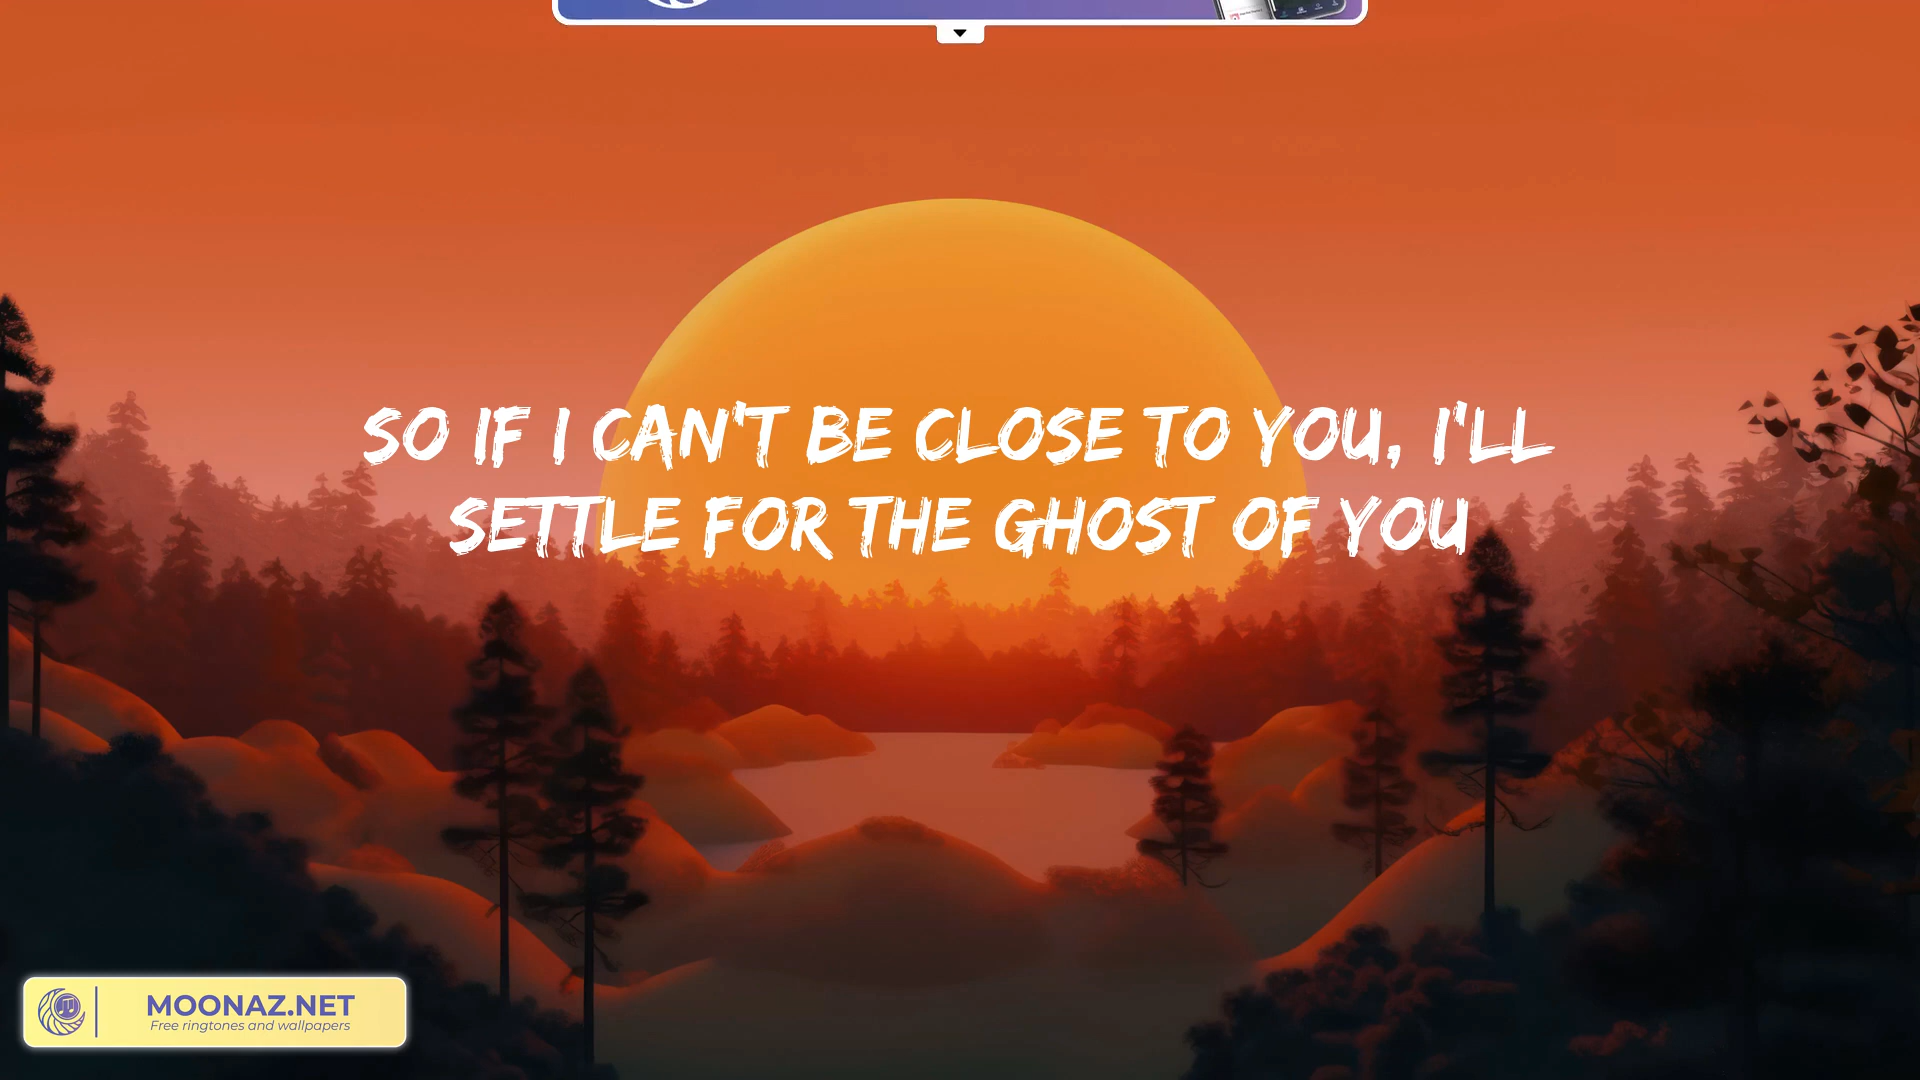 SO IF I CAN'T BE CLOSE TO YOU, I'LL
SETTLE FOR THE GHOST OF YOU
MOONAZ.NET
Free ringtones and wallpapers